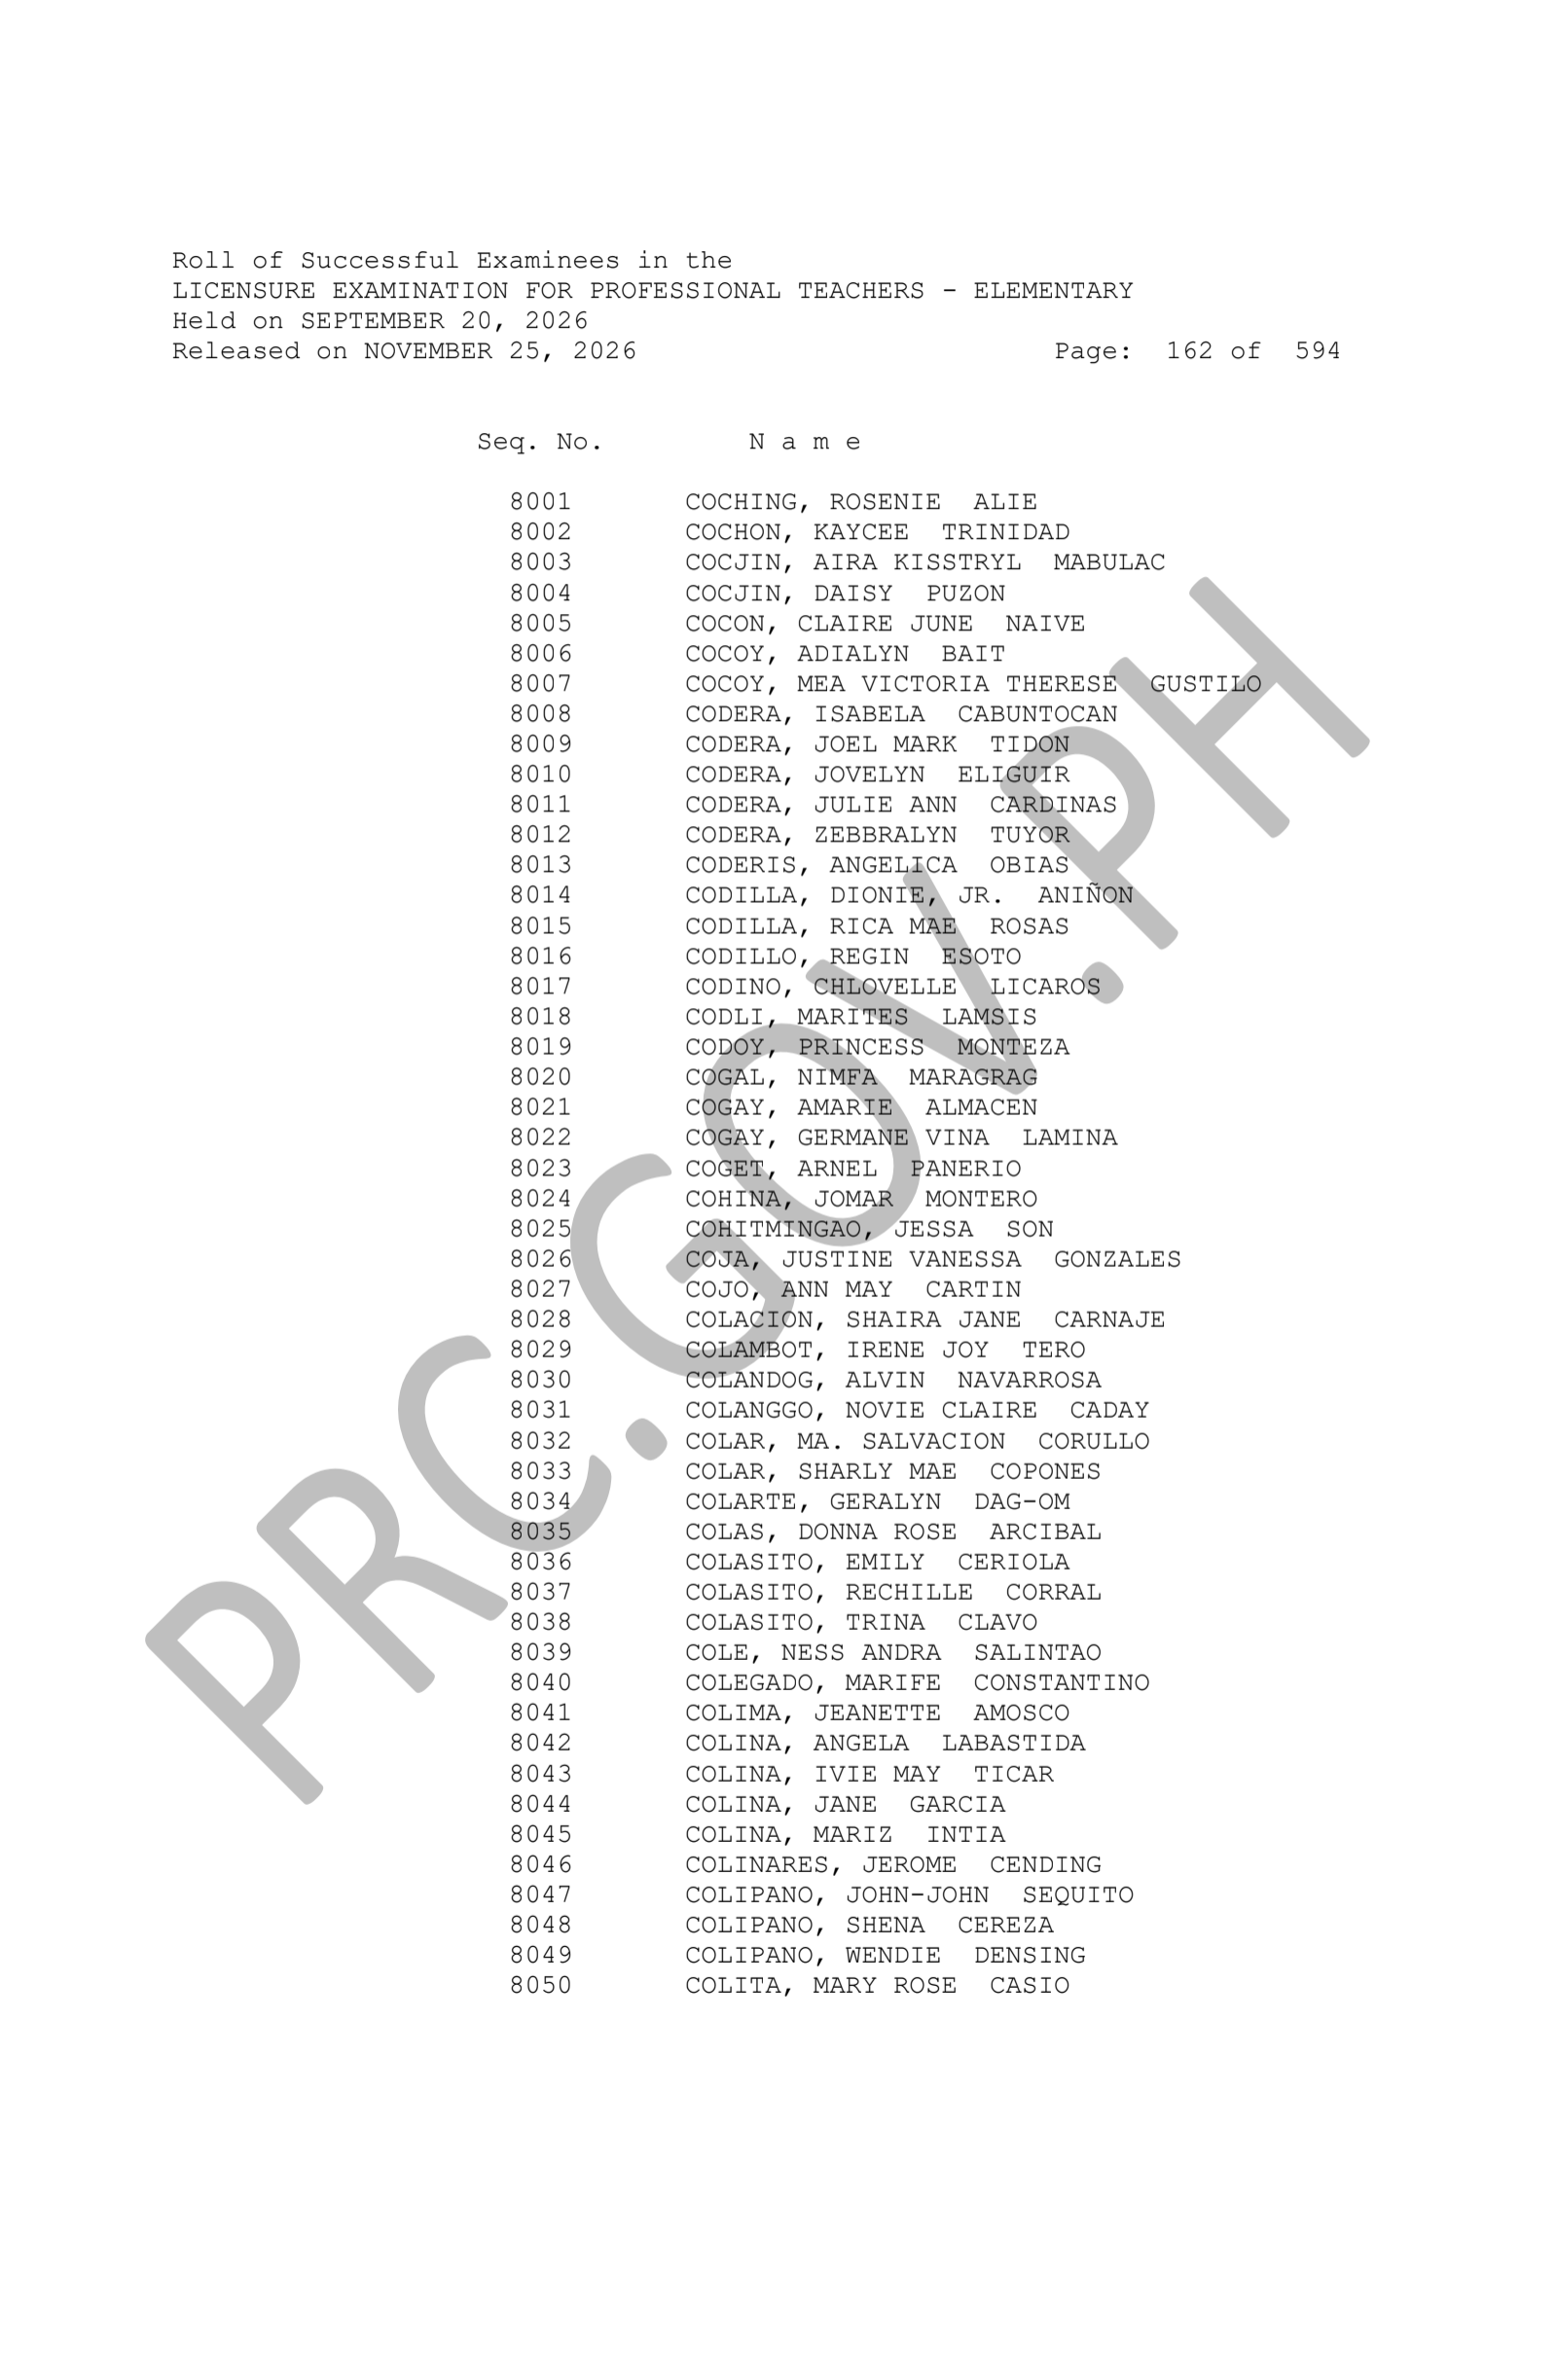 Roll of Successful Examinees in the
LICENSURE EXAMINATION FOR PROFESSIONAL TEACHERS - ELEMENTARY
Held on SEPTEMBER 20, 2026
Released on NOVEMBER 25, 2026 Page: 162 of 594
Seq. No. N a m e
8001 COCHING, ROSENIE ALIE
8002 COCHON, KAYCEE TRINIDAD
8003 COCJIN, AIRA KISSTRYL MABULAC
8004 COCJIN, DAISY PUZON
8005 COCON, CLAIRE JUNE NAIVE
8006 COCOY, ADIALYN BAIT
8007 COCOY, MEA VICTORIA THERESE GUSTILO
8008 CODERA, ISABELA CABUNTOCAN
8009 CODERA, JOEL MARK TIDON
8010 CODERA, JOVELYN ELIGUIR
8011 CODERA, JULIE ANN CARDINAS
8012 CODERA, ZEBBRALYN TUYOR
8013 CODERIS, ANGELICA OBIAS
8014 CODILLA, DIONIE, JR. ANIÑON
8015 CODILLA, RICA MAE ROSAS
8016 CODILLO, REGIN ESOTO
8017 CODINO, CHLOVELLE LICAROS
8018 CODLI, MARITES LAMSIS
8019 CODOY, PRINCESS MONTEZA
8020 COGAL, NIMFA MARAGRAG
8021 COGAY, AMARIE ALMACEN
8022 COGAY, GERMANE VINA LAMINA
8023 COGET, ARNEL PANERIO
8024 COHINA, JOMAR MONTERO
8025 COHITMINGAO, JESSA SON
8026 COJA, JUSTINE VANESSA GONZALES
8027 COJO, ANN MAY CARTIN
8028 COLACION, SHAIRA JANE CARNAJE
8029 COLAMBOT, IRENE JOY TERO
8030 COLANDOG, ALVIN NAVARROSA
8031 COLANGGO, NOVIE CLAIRE CADAY
8032 COLAR, MA. SALVACION CORULLO
8033 COLAR, SHARLY MAE COPONES
8034 COLARTE, GERALYN DAG-OM
8035 COLAS, DONNA ROSE ARCIBAL
8036 COLASITO, EMILY CERIOLA
8037 COLASITO, RECHILLE CORRAL
8038 COLASITO, TRINA CLAVO
8039 COLE, NESS ANDRA SALINTAO
8040 COLEGADO, MARIFE CONSTANTINO
8041 COLIMA, JEANETTE AMOSCO
8042 COLINA, ANGELA LABASTIDA
8043 COLINA, IVIE MAY TICAR
8044 COLINA, JANE GARCIA
8045 COLINA, MARIZ INTIA
8046 COLINARES, JEROME CENDING
8047 COLIPANO, JOHN-JOHN SEQUITO
8048 COLIPANO, SHENA CEREZA
8049 COLIPANO, WENDIE DENSING
8050 COLITA, MARY ROSE CASIO
PRC.GOV.PH